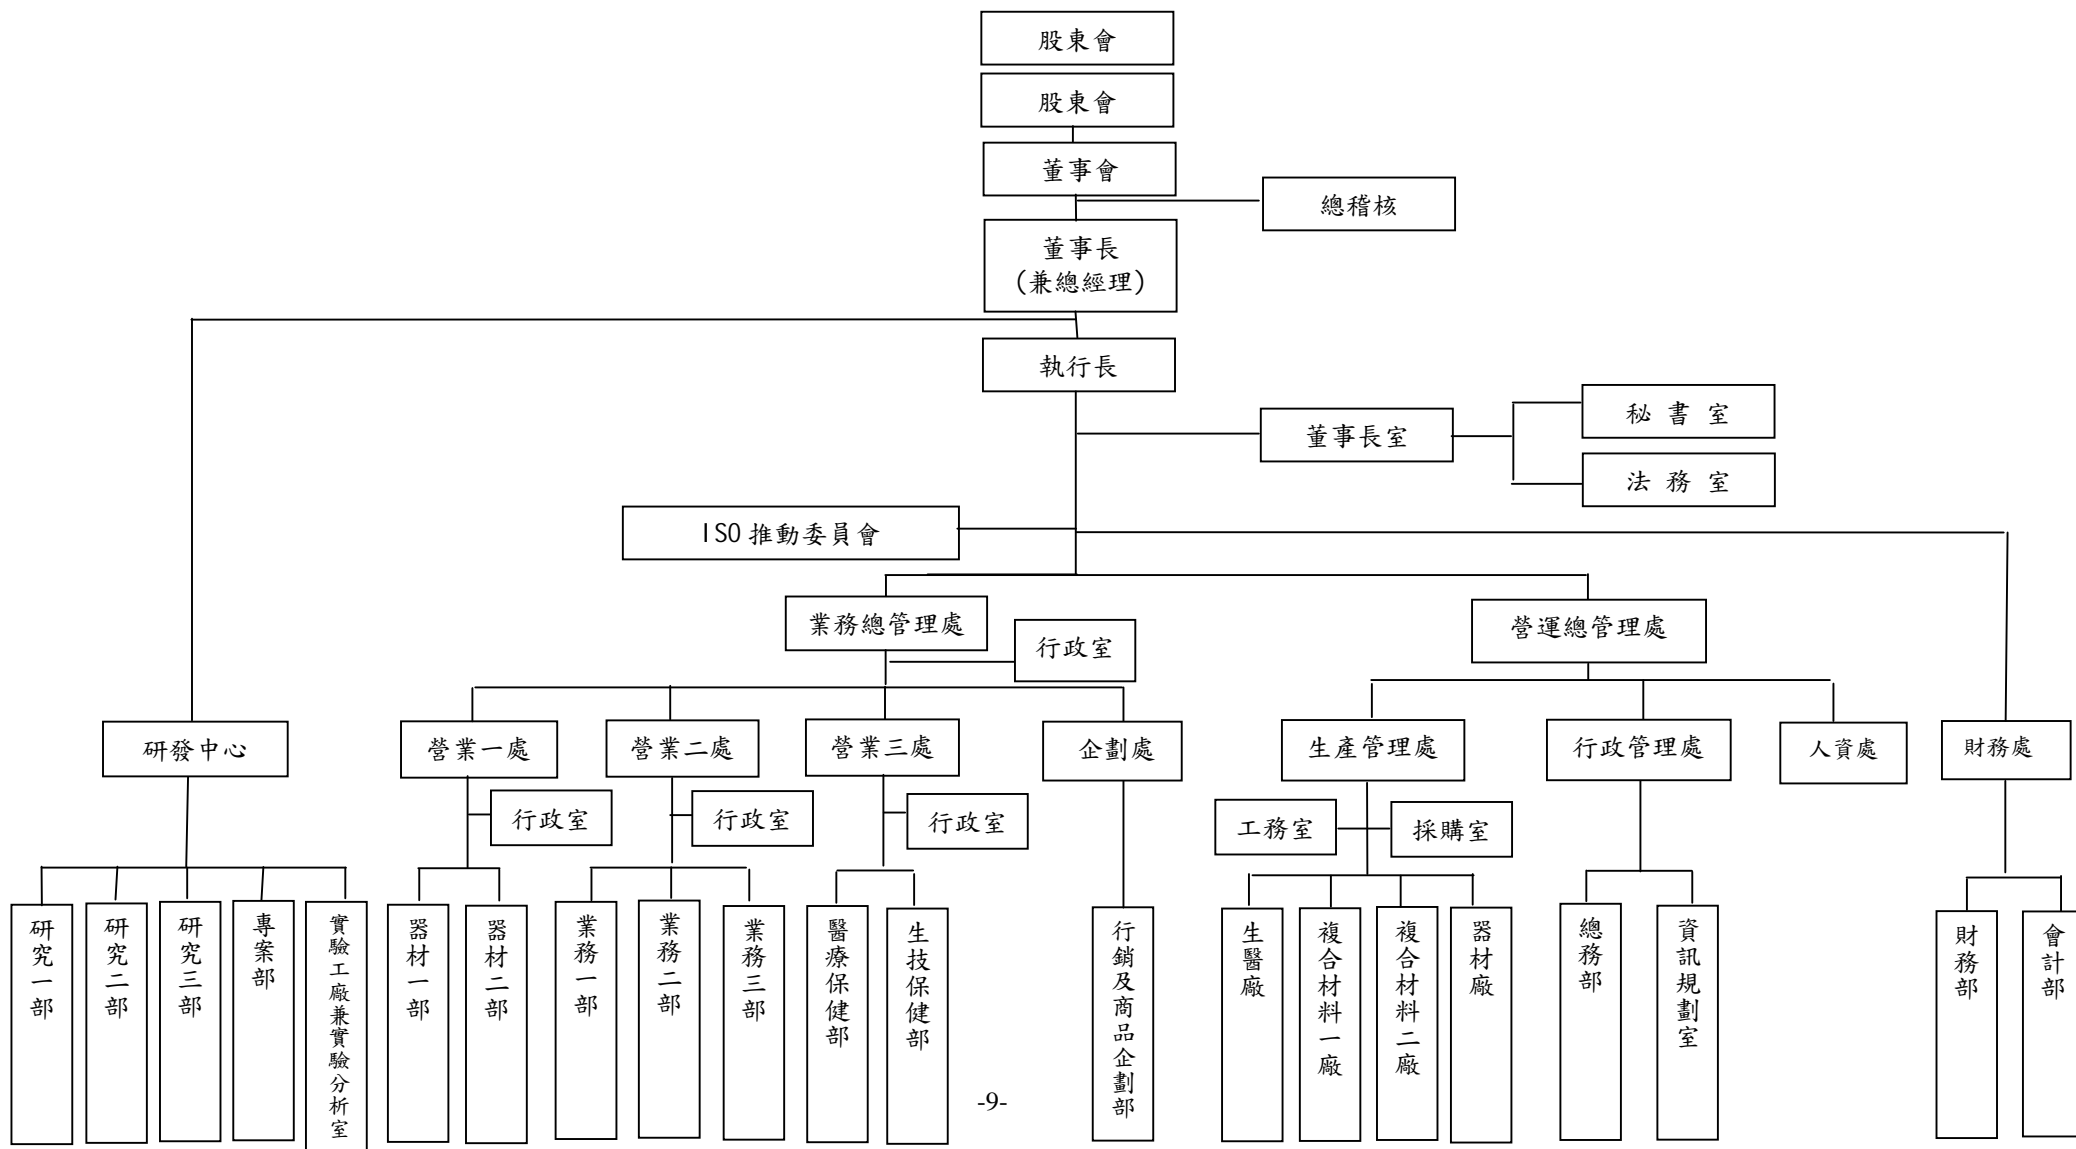 股東會
股東會
董事會
總稽核
董事長
(兼總經理)
執行長
董事長室
秘 書 室
法 務 室
ISO 推動委員會
業務總管理處
行政室
營運總管理處
研發中心
營業一處
營業二處
營業三處
企劃處
生產管理處
行政管理處
人資處
財務處
行政室
行政室
行政室
工務室
採購室
研究一部
研究二部
研究三部
專案部
實驗工廠兼實驗分析室
器材一部
器材二部
業務一部
業務二部
業務三部
醫療保健部
生技保健部
行銷及商品企劃部
生醫廠
複合材料一廠
複合材料二廠
器材廠
總務部
資訊規劃室
財務部
會計部
-9-